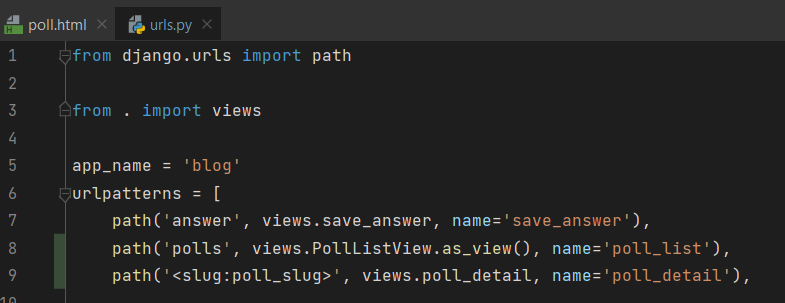 poll.html × urls.py ×
1 from django.urls import path
2
3 from . import views
4
5 app_name = 'blog'
6 urlpatterns = [
7     path('answer', views.save_answer, name='save_answer'),
8     path('polls', views.PollListView.as_view(), name='poll_list'),
9     path('<slug:poll_slug>', views.poll_detail, name='poll_detail'),
10